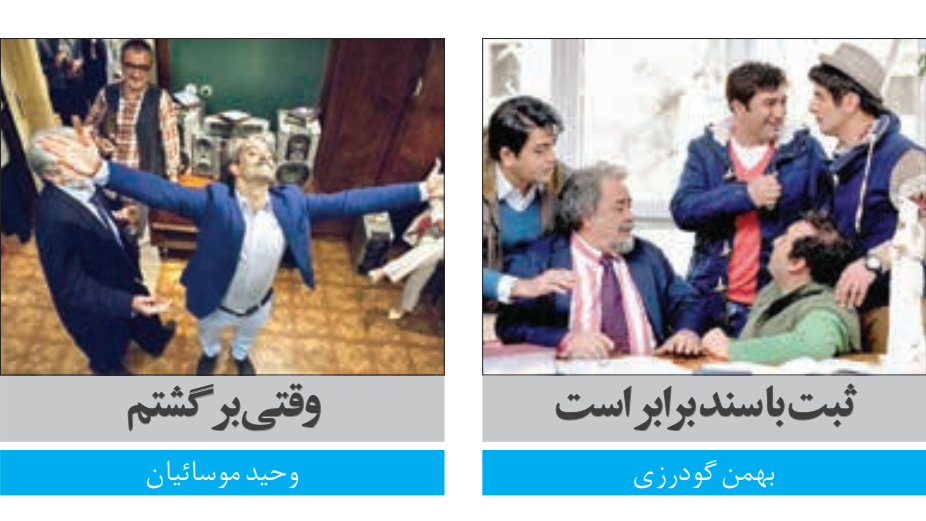 ثبت با سند برابر است
بهمن گودرزی
وقتی برگشتم
وحید موسائیان